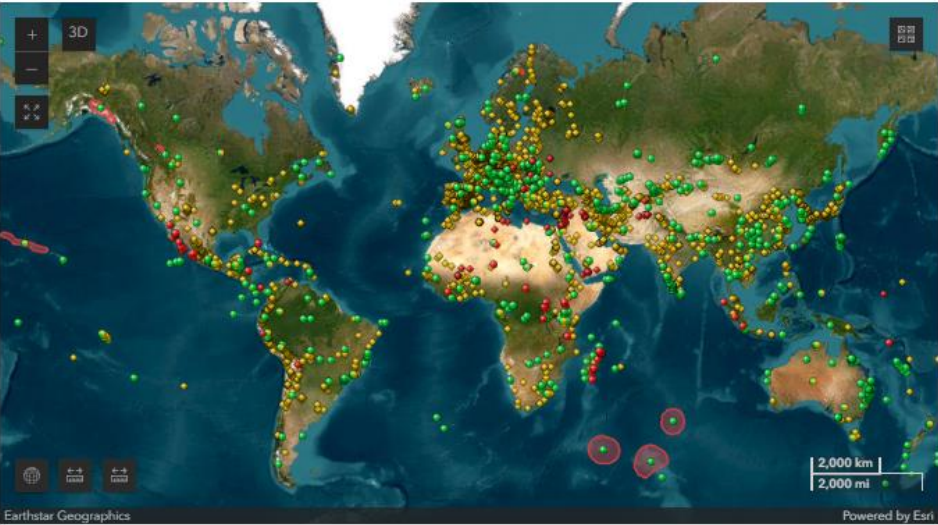 +
3D
−
2,000 km
2,000 mi
Earthstar Geographics
Powered by Esri